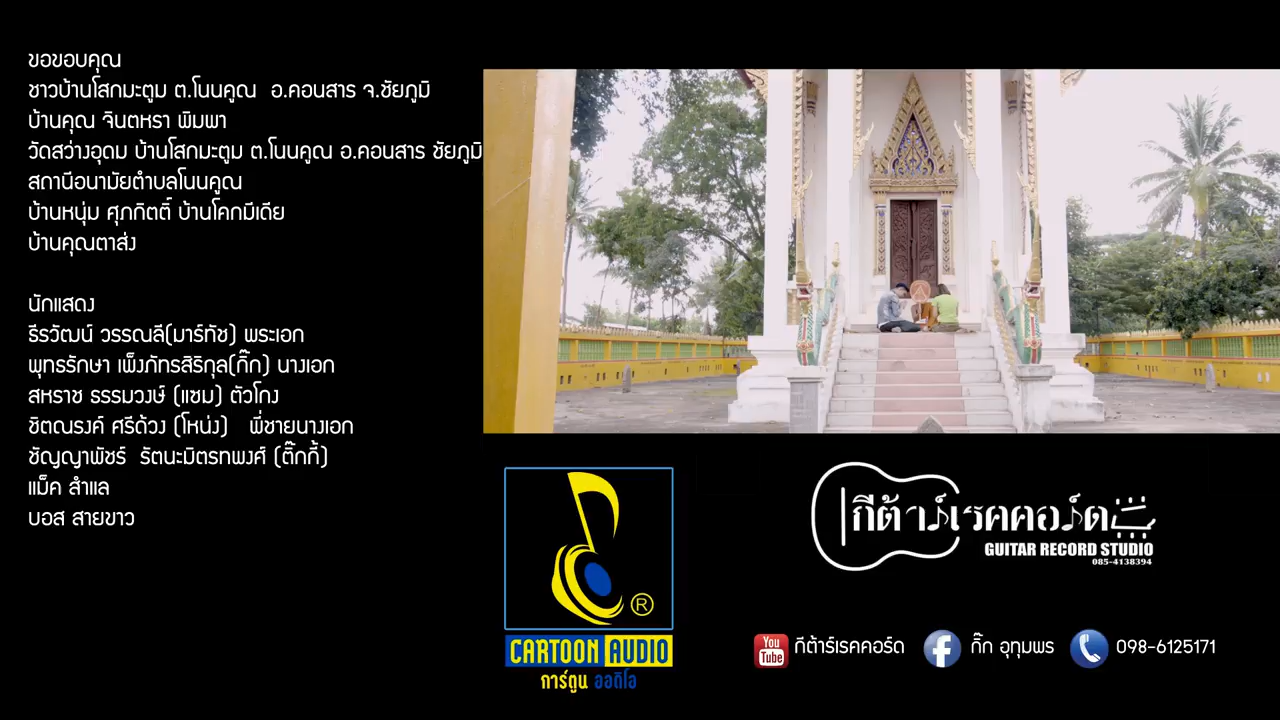 ขอขอบคุณ
ชาวบ้านโสกมะตูม ต.โนนคูณ อ.คอนสาร จ.ชัยภูมิ
บ้านคุณ จินตหรา พิมพา
วัดสว่างอุดม บ้านโสกมะตูม ต.โนนคูณ อ.คอนสาร ชัยภูมิ
สถานีอนามัยตำบลโนนคูณ
บ้านหนุ่ม ศุภกิตติ์ บ้านโคกมีเดีย
บ้านคุณตาส่ง
นักแสดง
ธีรวัฒน์ วรรณลี(มาร์ทัช) พระเอก
พุทธรักษา เพ็งภัทรสิริกุล(กิ๊ก) นางเอก
สหราช ธรรมวงษ์ (แซม) ตัวโกง
ชิตณรงค์ ศรีด้วง (โหน่ง) พี่ชายนางเอก
ชัญญาพัชร์ รัตนะมิตรทพงศ์ (ติ๊กกี้)
แม็ค สำแล
บอส สายขาว
®
CARTOON AUDIO
การ์ตูน ออดิโอ
กีต้าร์เรคคอร์ด
GUITAR RECORD STUDIO
085-4138394
You Tube กีต้าร์เรคคอร์ด f กิ๊ก อุทุมพร 098-6125171